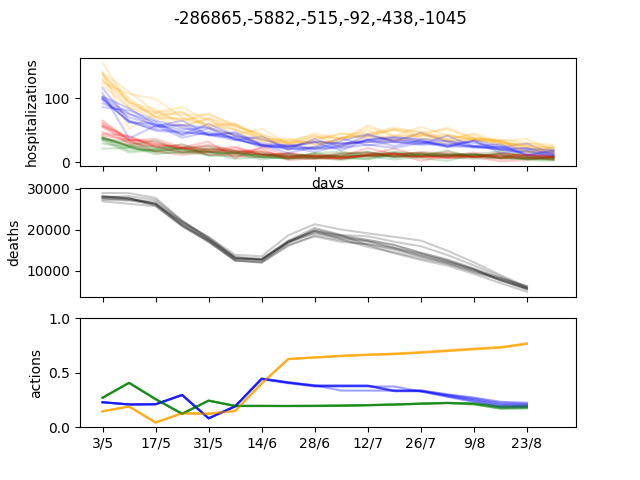 -286865,-5882,-515,-92,-438,-1045
hospitalizations
100
0
days
deaths
30000
20000
10000
actions
1.0
0.5
0.0
3/5 17/5 31/5 14/6 28/6 12/7 26/7 9/8 23/8